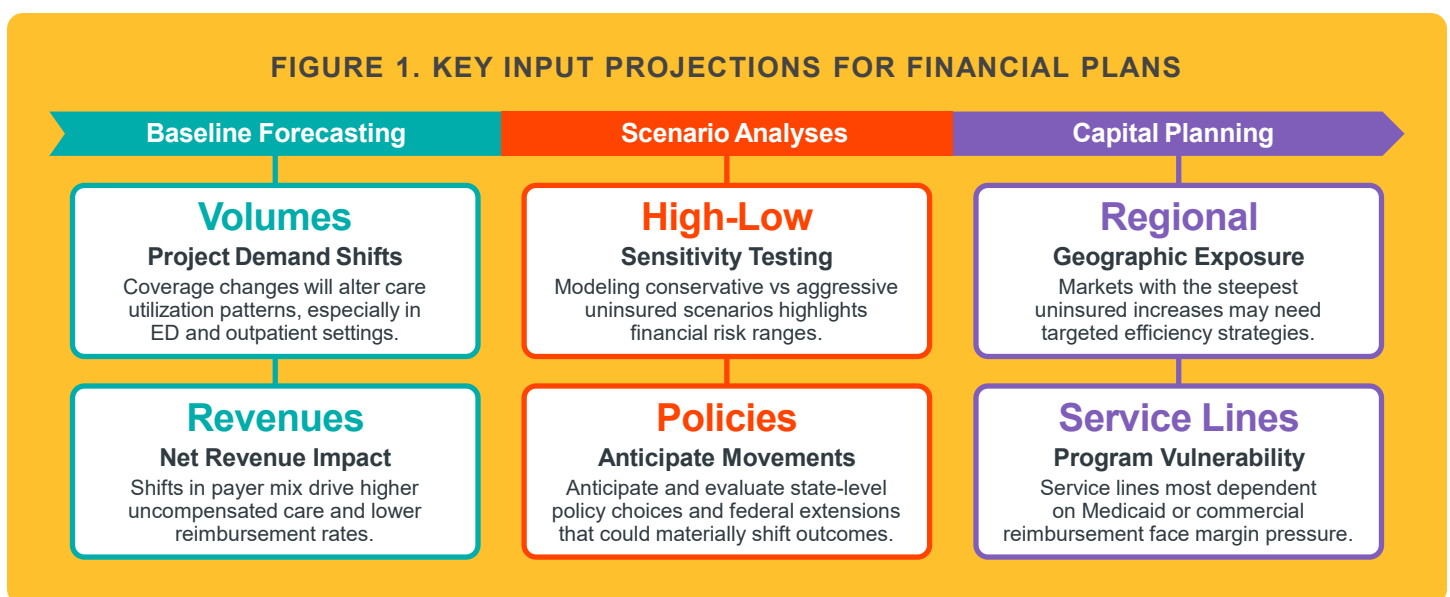 FIGURE 1. KEY INPUT PROJECTIONS FOR FINANCIAL PLANS
Baseline Forecasting
Scenario Analyses
Capital Planning
Volumes
Project Demand Shifts
Coverage changes will alter care
utilization patterns, especially in
ED and outpatient settings.
High-Low
Sensitivity Testing
Modeling conservative vs aggressive
uninsured scenarios highlights
financial risk ranges.
Regional
Geographic Exposure
Markets with the steepest
uninsured increases may need
targeted efficiency strategies.
Revenues
Net Revenue Impact
Shifts in payer mix drive higher
uncompensated care and lower
reimbursement rates.
Policies
Anticipate Movements
Anticipate and evaluate state-level
policy choices and federal extensions
that could materially shift outcomes.
Service Lines
Program Vulnerability
Service lines most dependent
on Medicaid or commercial
reimbursement face margin pressure.